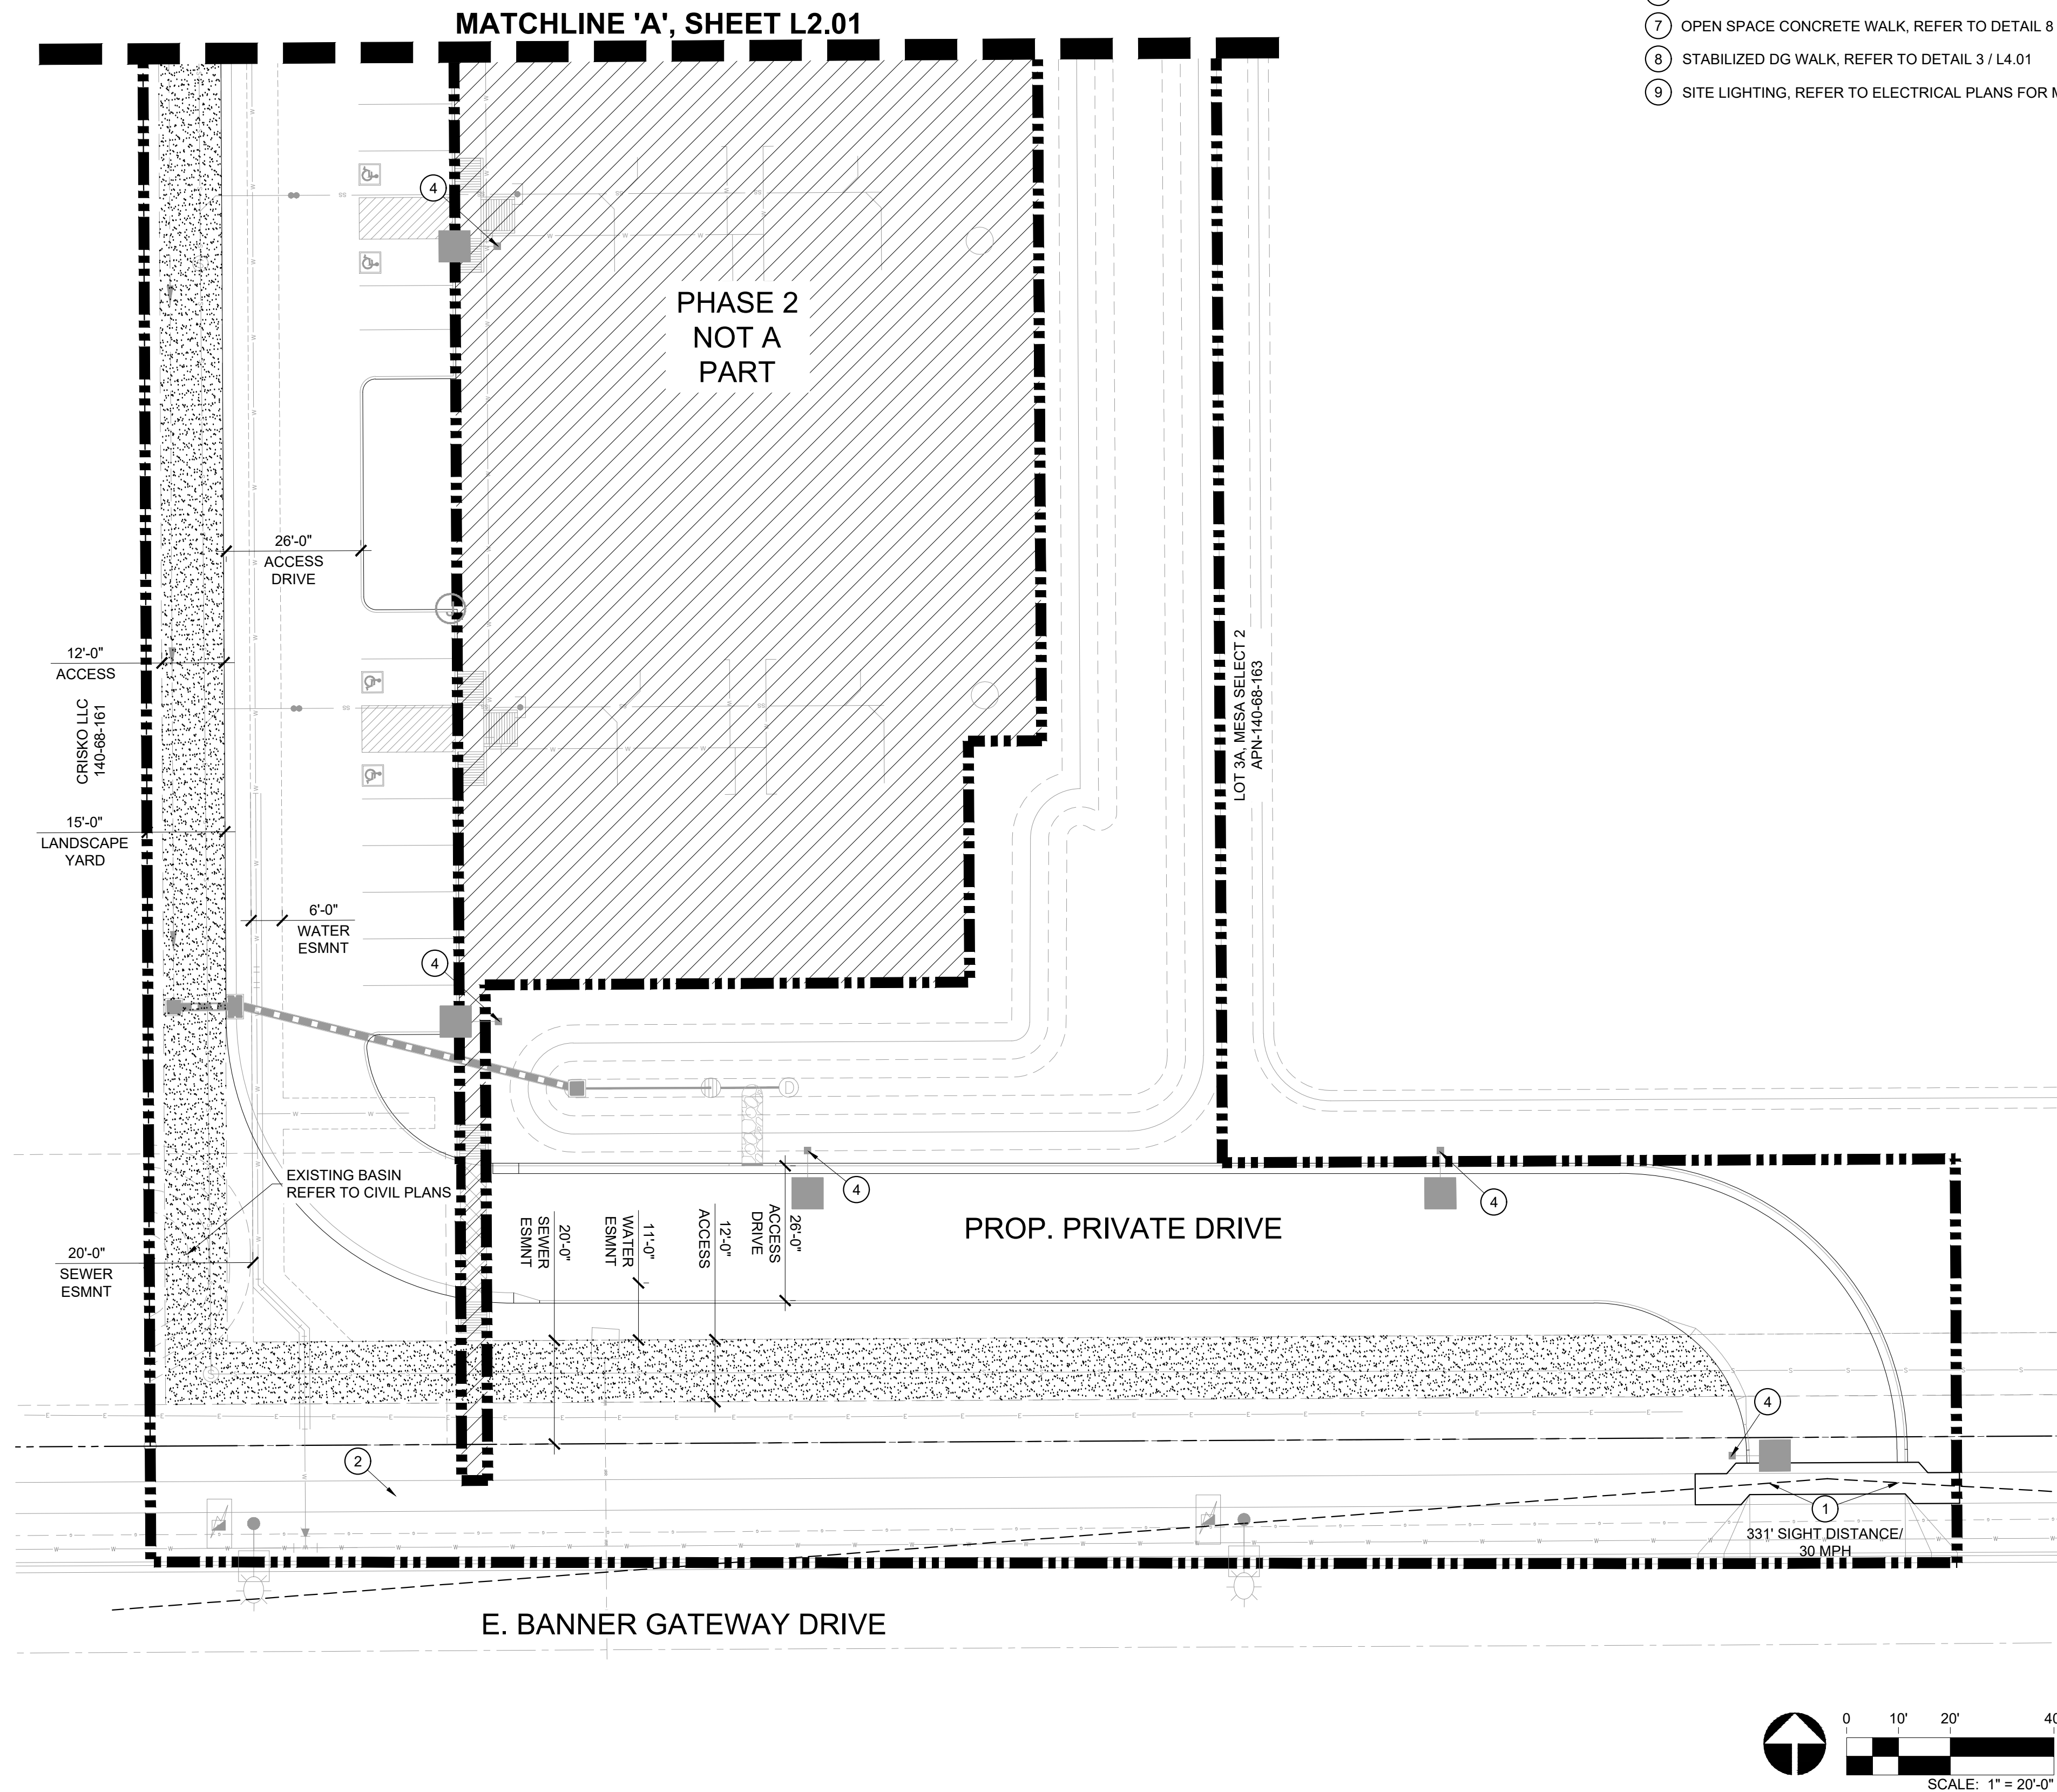 MATCHLINE 'A', SHEET L2.01
7 OPEN SPACE CONCRETE WALK, REFER TO DETAIL 8
8 STABILIZED DG WALK, REFER TO DETAIL 3 / L4.01
9 SITE LIGHTING, REFER TO ELECTRICAL PLANS FOR
4
PHASE 2
NOT A
PART
26'-0"
ACCESS
DRIVE
12'-0"
ACCESS
CRISKO LLC
140-68-161
LOT 3A, MESA SELECT 2
APN-140-68-163
15'-0"
LANDSCAPE
YARD
6'-0"
WATER
ESMNT
4
D
EXISTING BASIN
REFER TO CIVIL PLANS
4
4
20'-0"
SEWER
ESMNT
20'-0"
SEWER
ESMNT
11'-0"
WATER
ESMNT
12'-0"
ACCESS
26'-0"
ACCESS
DRIVE
PROP. PRIVATE DRIVE
4
2
1
331' SIGHT DISTANCE/
30 MPH
E. BANNER GATEWAY DRIVE
0 10' 20' 40
SCALE: 1" = 20'-0"